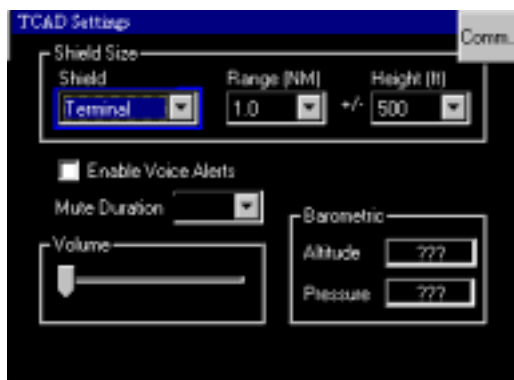 TCAD Settings
Comm.
Shield Size
Shield Range (NM) Height (ft)
Terminal 1.0 +/- 500
Enable Voice Alerts
Mute Duration
Barometric
Volume
Altitude ???
Pressure ???